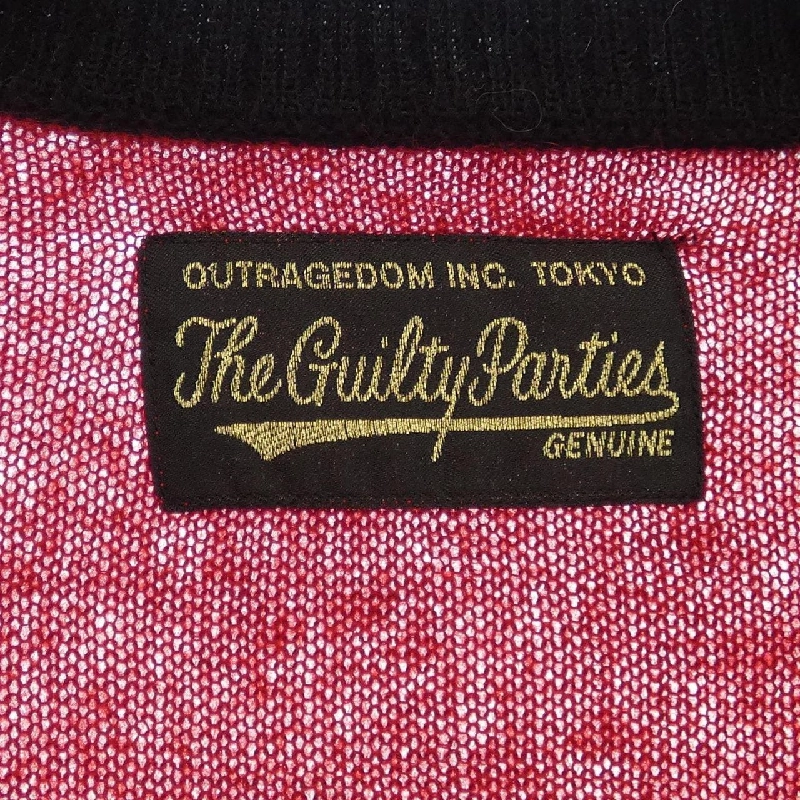 OUTRAGEDOM INC. TOKYO
The Guilty Parties
GENUINE